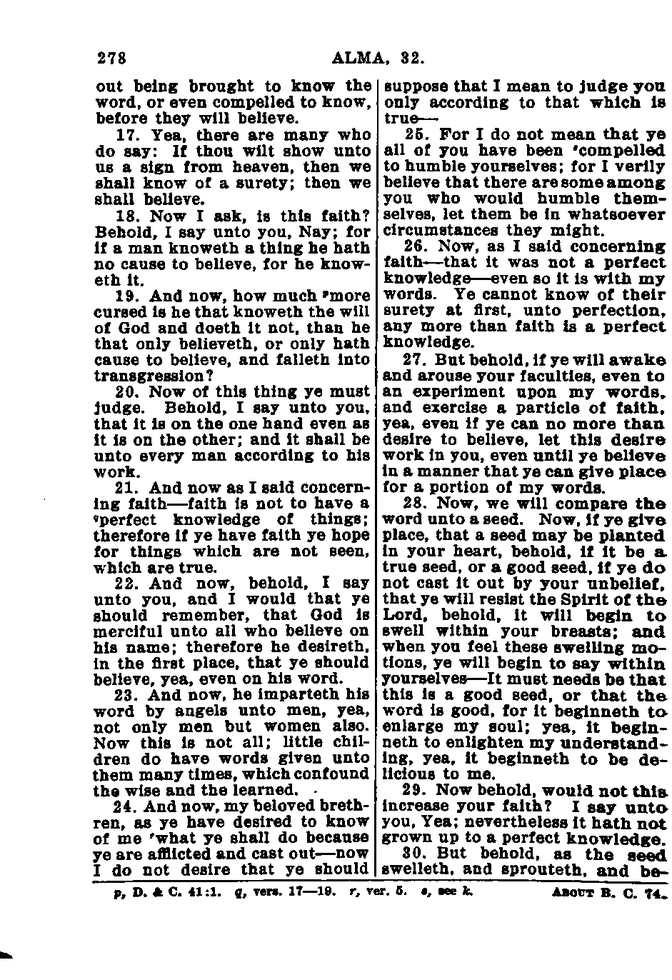 278
ALMA, 32.
out being brought to know the
word, or even compelled to know,
before they will believe.
17. Yea, there are many who
do say: If thou wilt show unto
us a sign from heaven, then we
shall know of a surety; then we
shall believe.
18. Now I ask, is this faith?
Behold, I say unto you, Nay; for
if a man knoweth a thing he hath
no cause to believe, for he know-
eth it.
19. And now, how much ᵖmore
cursed is he that knoweth the will
of God and doeth it not, than he
that only believeth, or only hath
cause to believe, and falleth into
transgression?
20. Now of this thing ye must
judge. Behold, I say unto you,
that it is on the one hand even as
it is on the other; and it shall be
unto every man according to his
work.
21. And now as I said concern-
ing faith—faith is not to have a
qperfect knowledge of things;
therefore if ye have faith ye hope
for things which are not seen,
which are true.
22. And now, behold, I say
unto you, and I would that ye
should remember, that God is
merciful unto all who believe on
his name; therefore he desireth,
in the first place, that ye should
believe, yea, even on his word.
23. And now, he imparteth his
word by angels unto men, yea,
not only men but women also.
Now this is not all; little chil-
dren do have words given unto
them many times, which confound
the wise and the learned.
24. And now, my beloved breth-
ren, as ye have desired to know
of me ʳwhat ye shall do because
ye are afflicted and cast out—now
I do not desire that ye should
suppose that I mean to judge you
only according to that which is
true—
25. For I do not mean that ye
all of you have been ˢcompelled
to humble yourselves; for I verily
believe that there are some among
you who would humble them-
selves, let them be in whatsoever
circumstances they might.
26. Now, as I said concerning
faith—that it was not a perfect
knowledge—even so it is with my
words. Ye cannot know of their
surety at first, unto perfection,
any more than faith is a perfect
knowledge.
27. But behold, if ye will awake
and arouse your faculties, even to
an experiment upon my words,
and exercise a particle of faith,
yea, even if ye can no more than
desire to believe, let this desire
work in you, even until ye believe
in a manner that ye can give place
for a portion of my words.
28. Now, we will compare the
word unto a seed. Now, if ye give
place, that a seed may be planted
in your heart, behold, if it be a
true seed, or a good seed, if ye do
not cast it out by your unbelief,
that ye will resist the Spirit of the
Lord, behold, it will begin to
swell within your breasts; and
when you feel these swelling mo-
tions, ye will begin to say within
yourselves—It must needs be that
this is a good seed, or that the
word is good, for it beginneth to
enlarge my soul; yea, it begin-
neth to enlighten my understand-
ing, yea, it beginneth to be de-
licious to me.
29. Now behold, would not this
increase your faith? I say unto
you, Yea; nevertheless it hath not
grown up to a perfect knowledge.
30. But behold, as the seed
swelleth, and sprouteth, and be-
p, D. & C. 41:1. q, vers. 17—19. r, ver. 5. s, see k. ABOUT B. C. 74.